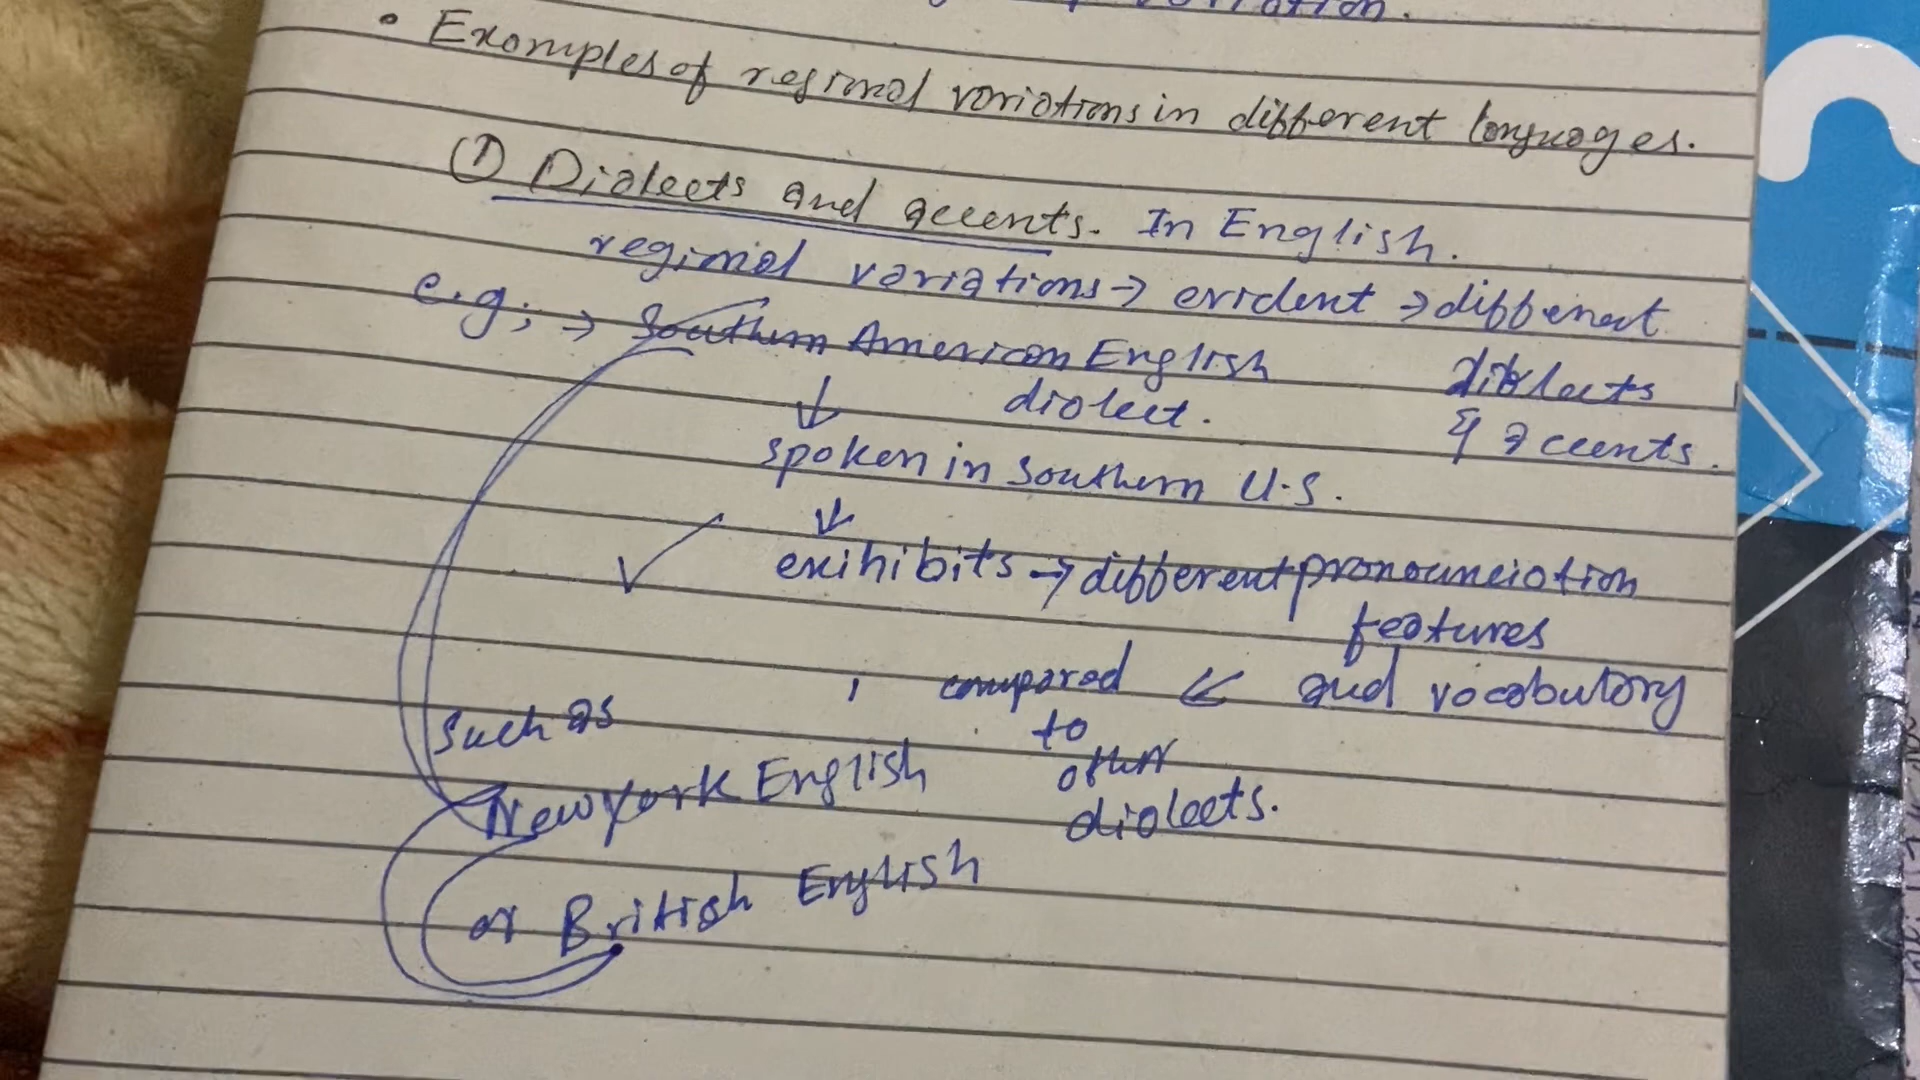 • Examples of regional variations in different languages.
① Dialects and accents. In English.
regional variations → evident → different
dialects
& accents.
e.g; → Southern American English
dialect.
↓
spoken in Southern U.S.
↓
exihibits → different pronounciation
features
and vocabulary
← compared
to
other
dialects.
Such as
New York English
or British English